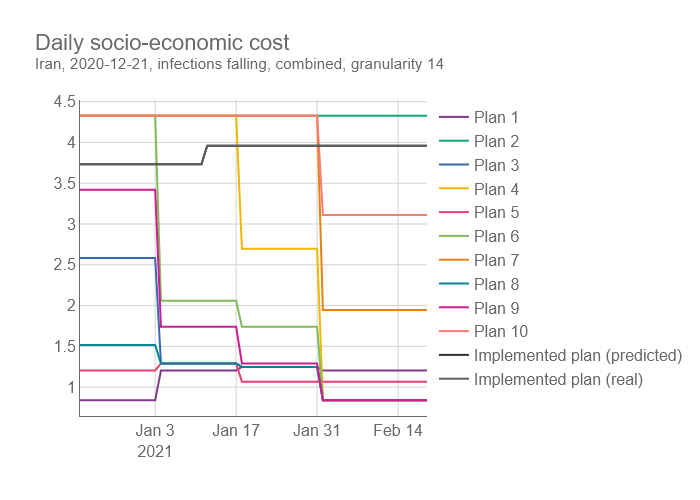 Daily socio-economic cost
Iran, 2020-12-21, infections falling, combined, granularity 14
4.5
4
3.5
3
2.5
2
1.5
1
Jan 3
2021
Jan 17
Jan 31
Feb 14
Plan 1
Plan 2
Plan 3
Plan 4
Plan 5
Plan 6
Plan 7
Plan 8
Plan 9
Plan 10
Implemented plan (predicted)
Implemented plan (real)